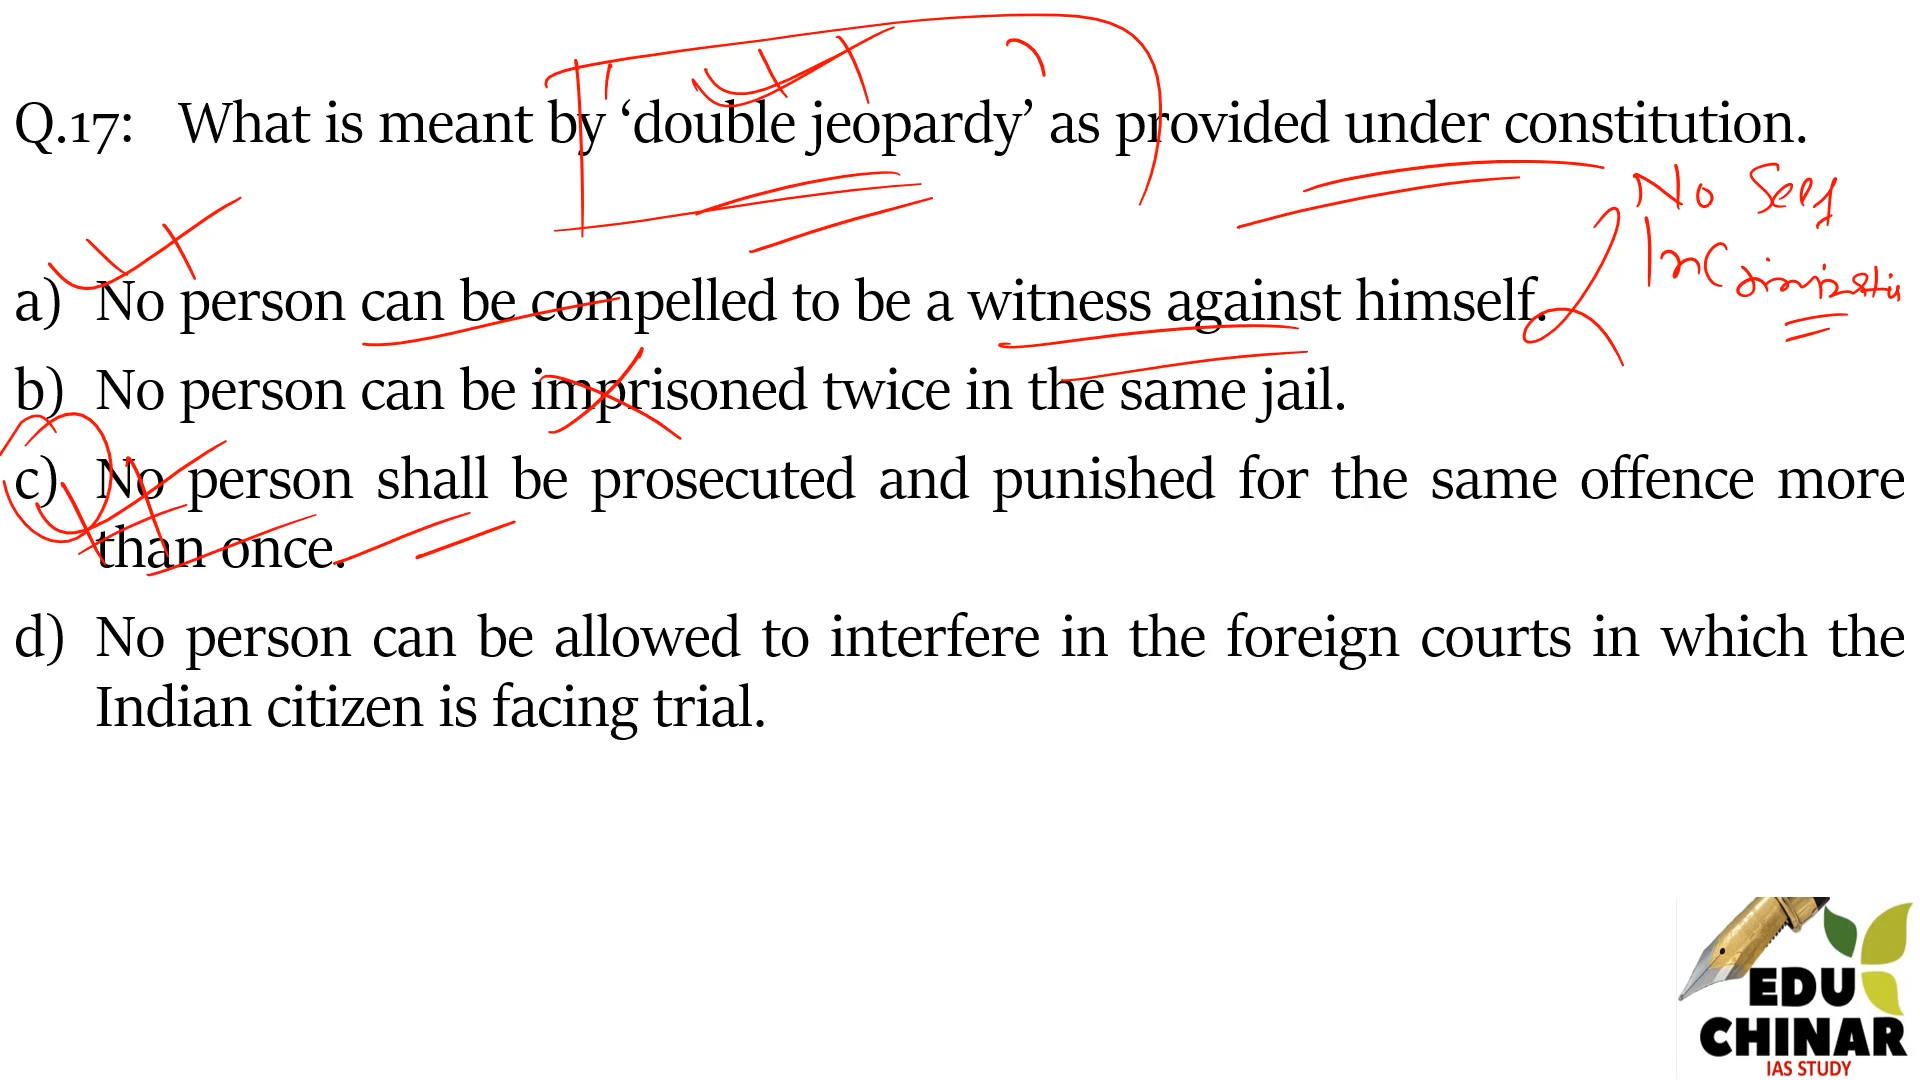 Q.17: What is meant by ‘double jeopardy’ as provided under constitution.
No Self
a) No person can be compelled to be a witness against himself.
b) No person can be imprisoned twice in the same jail.
c) No person shall be prosecuted and punished for the same offence more
than once.
d) No person can be allowed to interfere in the foreign courts in which the
Indian citizen is facing trial.
EDU
CHINAR
IAS STUDY